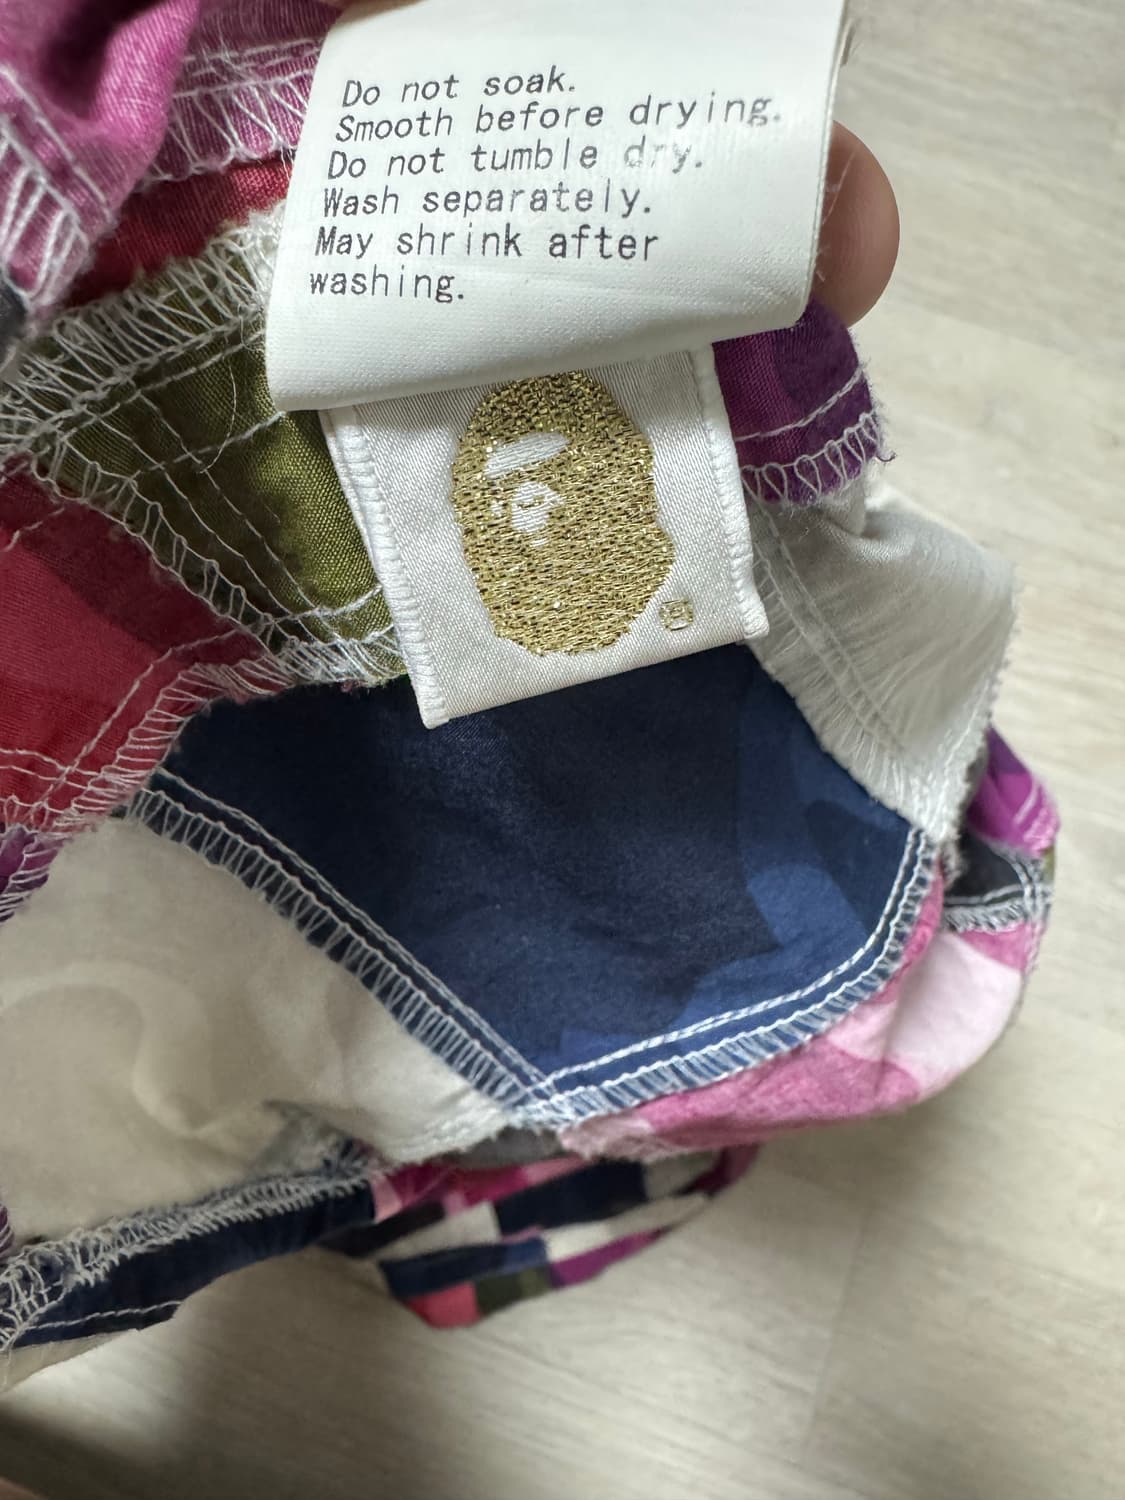 Do not soak.
Smooth before drying.
Do not tumble dry.
Wash separately.
May shrink after
washing.